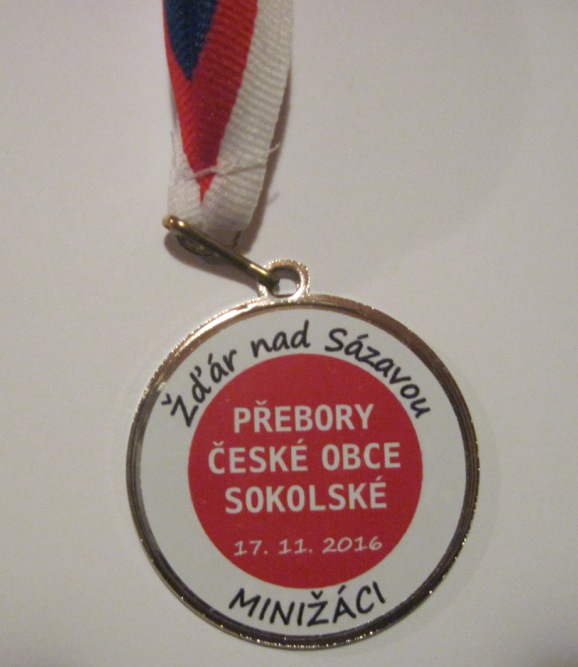 Žďár nad Sázavou
PŘEBORY
ČESKÉ OBCE
SOKOLSKÉ
17. 11. 2016
MINIŽÁCI